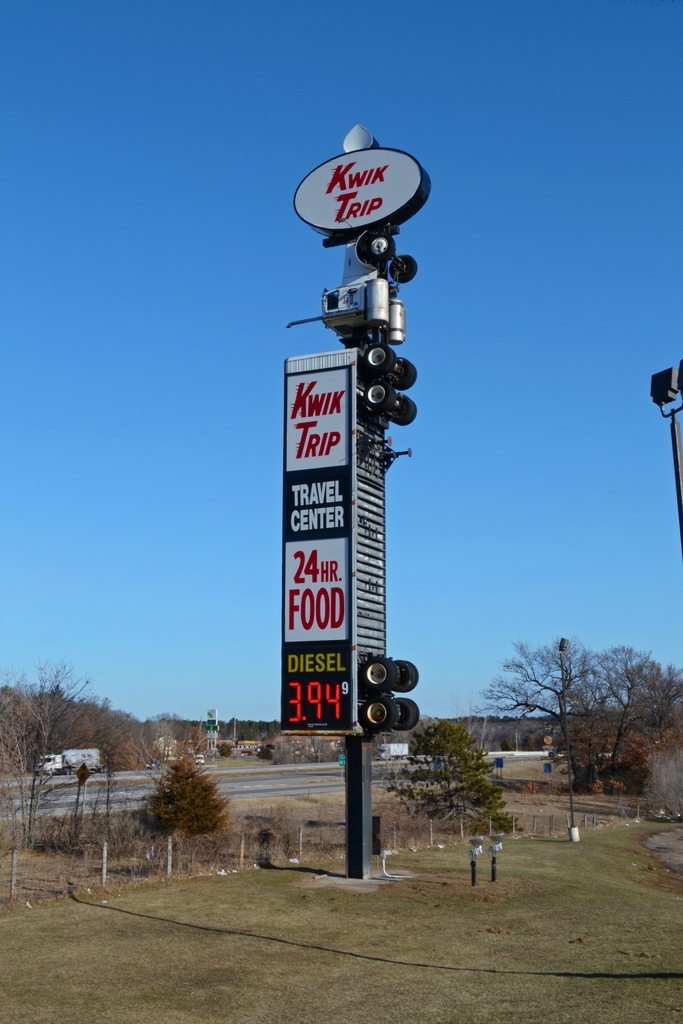 KWIK
TRIP
KWIK
TRIP
TRAVEL
CENTER
24HR.
FOOD
DIESEL
3.94 9